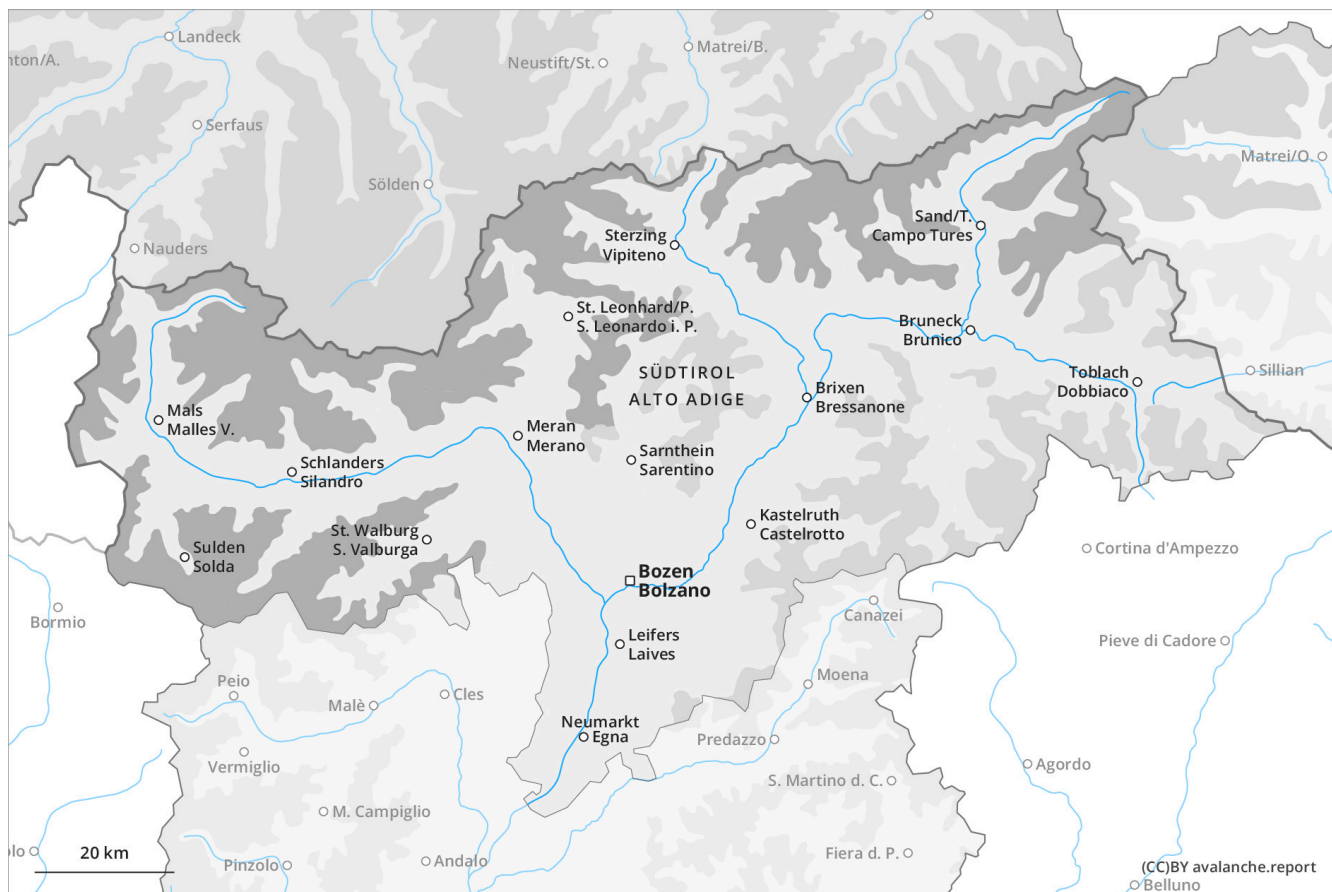 Landeck
nton/A.
Matrei/B.
Neustift/St.
Serfaus
Matrei/O.
Sölden
Sand/T.
Campo Tures
Sterzing
Vipiteno
Nauders
St. Leonhard/P.
S. Leonardo i. P.
Bruneck
Brunico
SÜDTIROL
ALTO ADIGE
Toblach
Dobbiaco
Sillian
Brixen
Bressanone
Mals
Malles V.
Meran
Merano
Sarnthein
Sarentino
Schlanders
Silandro
Kastelruth
Castelrotto
St. Walburg
S. Valburga
Sulden
Solda
Cortina d'Ampezzo
Bozen
Bolzano
Bormio
Canazei
Leifers
Laives
Pieve di Cadore
Peio
Moena
Cles
Malè
Neumarkt
Egna
Predazzo
Vermiglio
Agordo
S. Martino d. C.
M. Campiglio
20 km
olo
Pinzolo
Andalo
Fiera d. P.
(CC)BY avalanche.report
Belluno